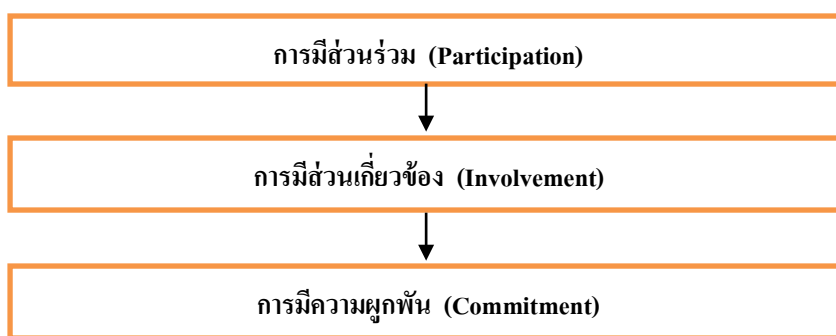 การมีส่วนร่วม (Participation)
การมีส่วนเกี่ยวข้อง (Involvement)
การมีความผูกพัน (Commitment)